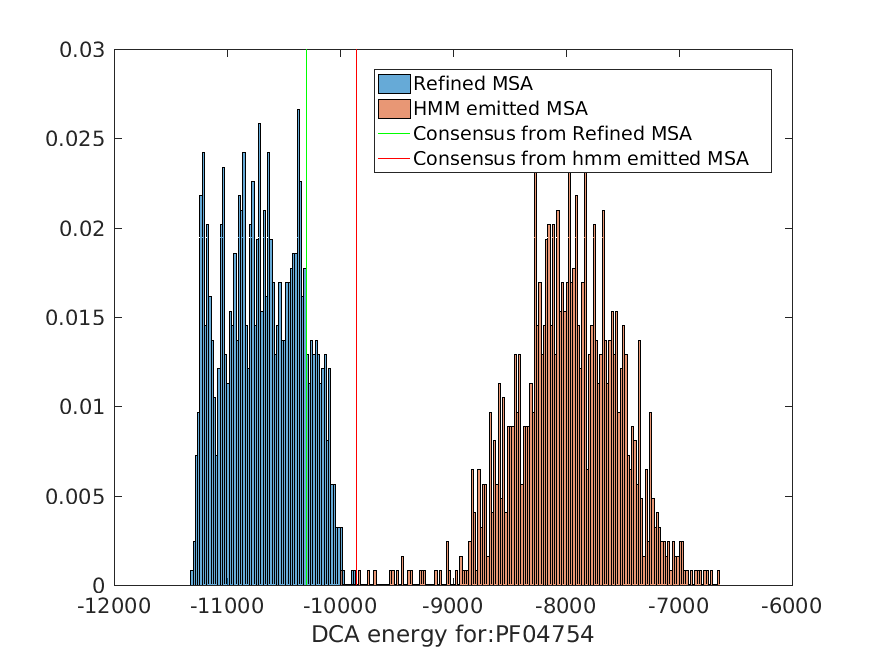 0.03
0.025
0.02
0.015
0.01
0.005
0
Refined MSA
HMM emitted MSA
Consensus from Refined MSA
Consensus from hmm emitted MSA
-12000 -11000 -10000 -9000 -8000 -7000 -6000
DCA energy for:PF04754